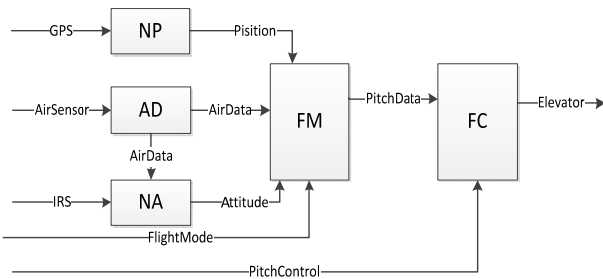 GPS NP Pisition
AirSensor AD AirData FM PitchData FC Elevator
AirData
IRS NA Attitude
FlightMode
PitchControl